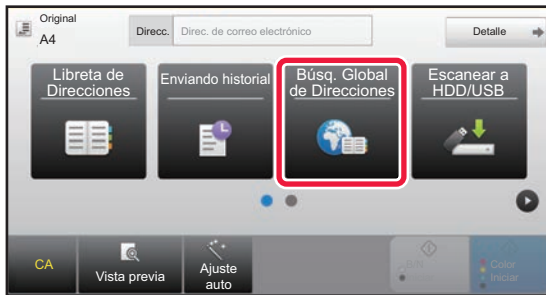 Original
A4
Direcc.
Direc. de correo electrónico
Detalle
Libreta de
Direcciones
Enviando historial
Búsq. Global
de Direcciones
Escanear a
HDD/USB
CA
Vista previa
Ajuste
auto
B/N
Iniciar
Color
Iniciar